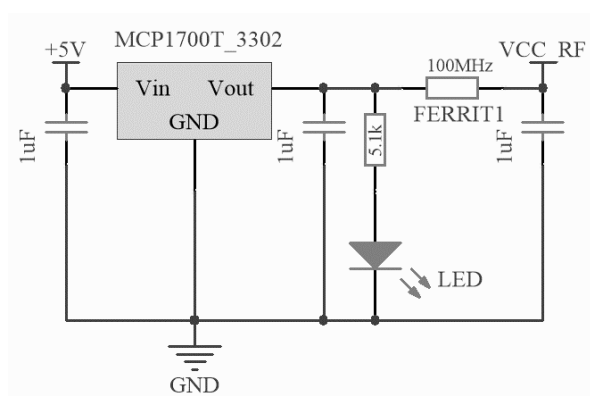 MCP1700T_3302
+5V
VCC_RF
100MHz
Vin
Vout
GND
FERRIT1
1uF
1uF
5.1k
1uF
LED
GND